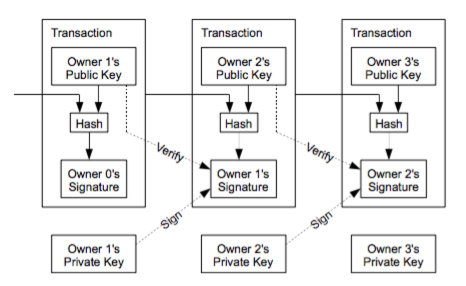 Transaction
Owner 1's
Public Key
Hash
Owner 0's
Signature
Transaction
Owner 2's
Public Key
Hash
Owner 1's
Signature
Transaction
Owner 3's
Public Key
Hash
Owner 2's
Signature
Verify
Verify
Sign
Sign
Owner 1's
Private Key
Owner 2's
Private Key
Owner 3's
Private Key